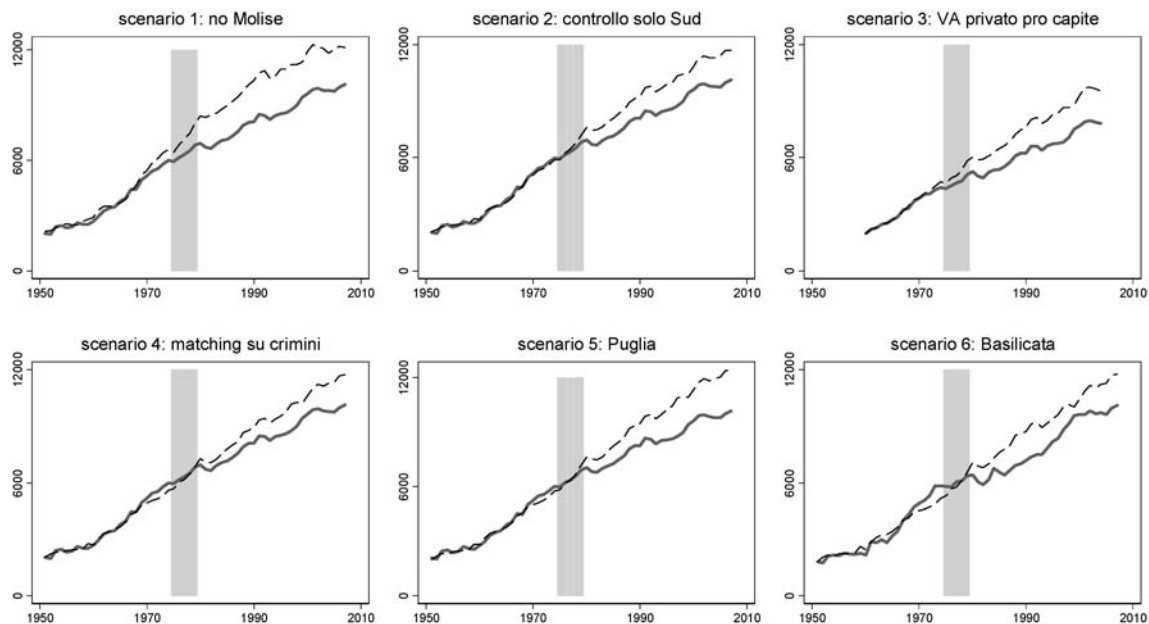 scenario 1: no Molise
12000
6000
0
1950 1970 1990 2010
scenario 2: controllo solo Sud
12000
6000
0
1950 1970 1990 2010
scenario 3: VA privato pro capite
12000
6000
0
1950 1970 1990 2010
scenario 4: matching su crimini
12000
6000
0
1950 1970 1990 2010
scenario 5: Puglia
12000
6000
0
1950 1970 1990 2010
scenario 6: Basilicata
12000
6000
0
1950 1970 1990 2010